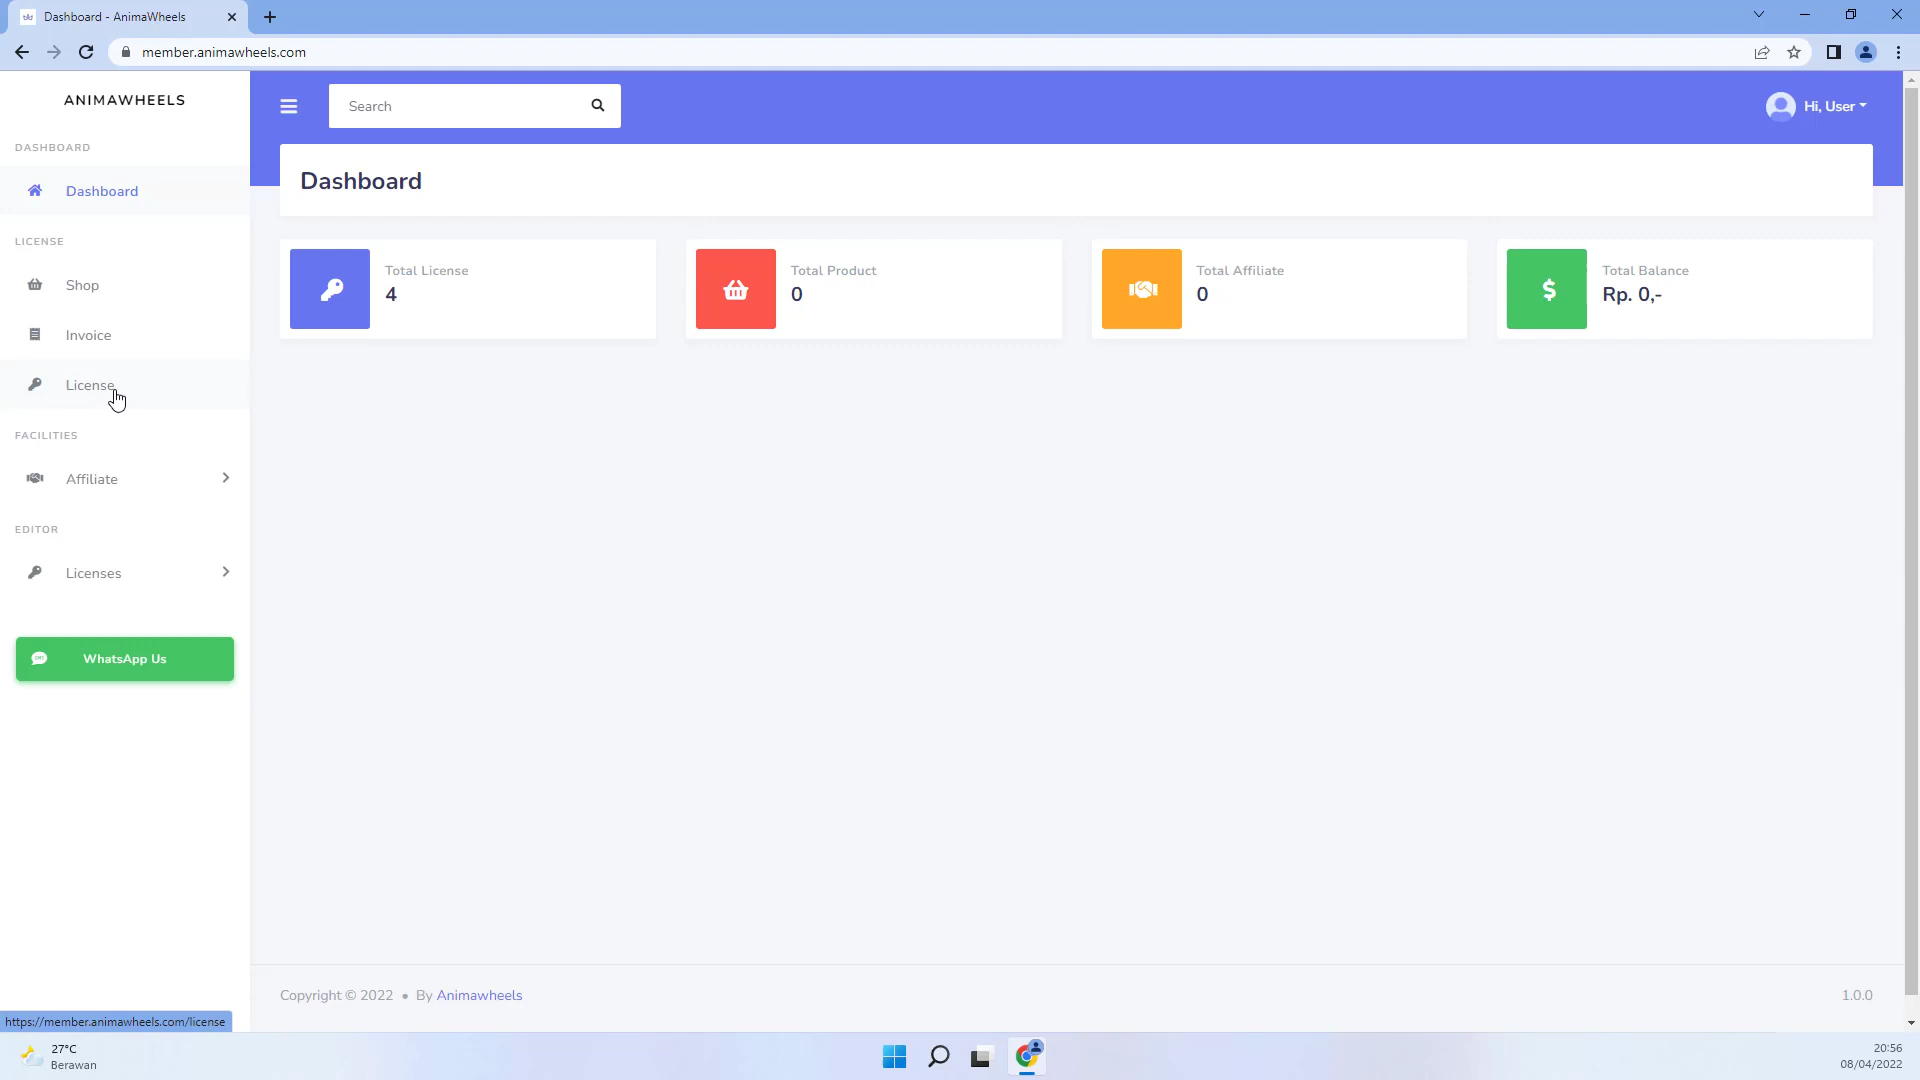 Dashboard - AnimaWheels
member.animawheels.com
ANIMAWHEELS
Search
Hi, User
DASHBOARD
Dashboard
Dashboard
LICENSE
Shop
Invoice
License
Total License
4
Total Product
0
Total Affiliate
0
Total Balance
Rp. 0,-
FACILITIES
Affiliate
EDITOR
Licenses
WhatsApp Us
Copyright © 2022 • By Animawheels
1.0.0
https://member.animawheels.com/license
27°C
Berawan
20:56
08/04/2022